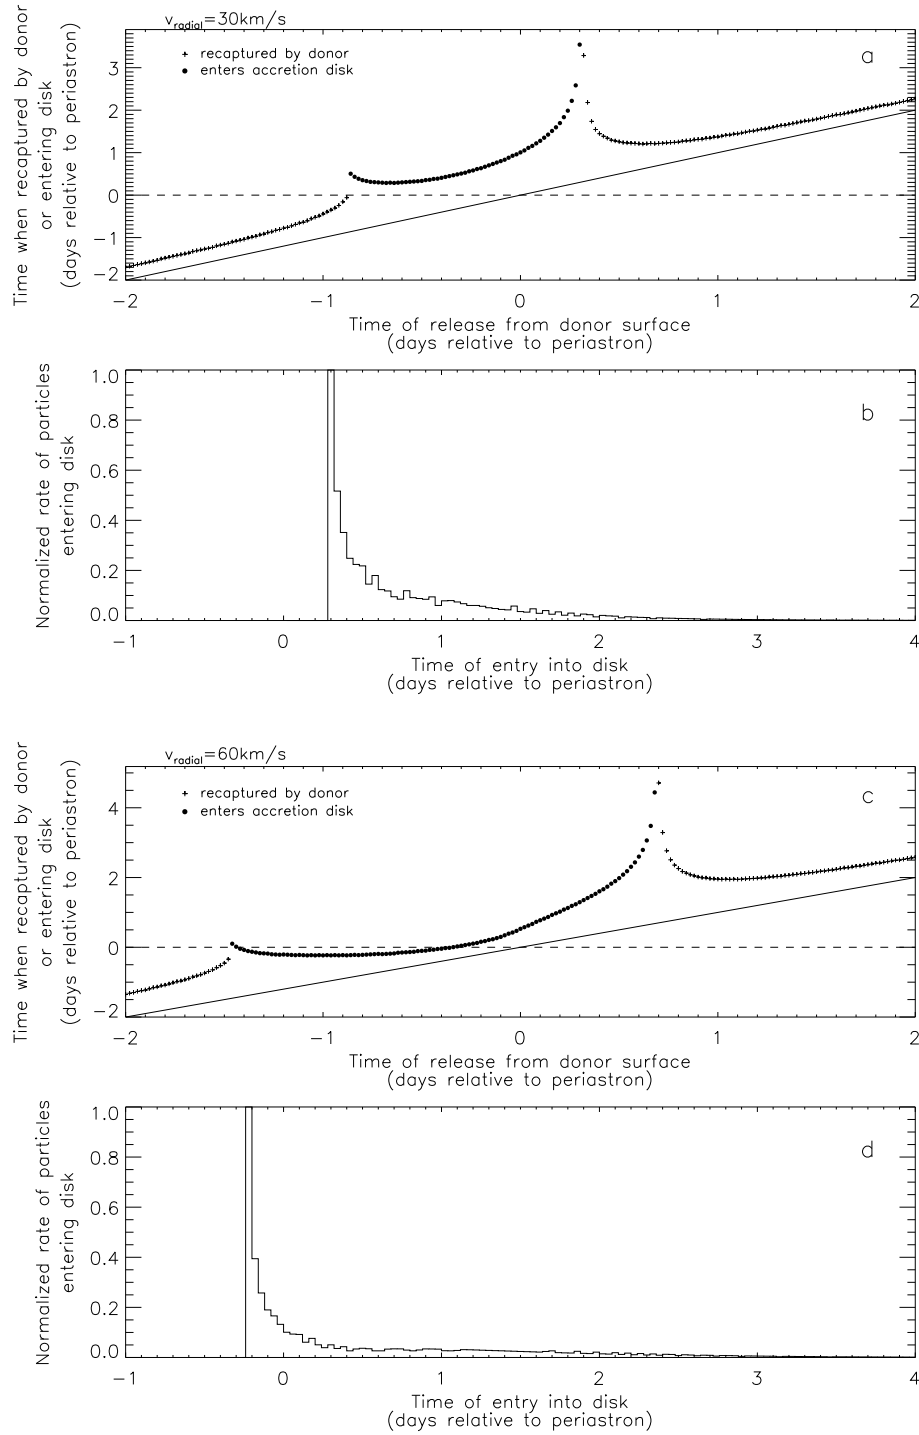 v_radial=30km/s
Time when recaptured by donor
or entering disk
(days relative to periastron)
+ recaptured by donor
● enters accretion disk
a
3
2
1
0
−1
−2
−2 −1 0 1 2
Time of release from donor surface
(days relative to periastron)
Normalized rate of particles
entering disk
b
1.0
0.8
0.6
0.4
0.2
0.0
−1 0 1 2 3 4
Time of entry into disk
(days relative to periastron)
v_radial=60km/s
Time when recaptured by donor
or entering disk
(days relative to periastron)
+ recaptured by donor
● enters accretion disk
c
4
2
0
−2
−2 −1 0 1 2
Time of release from donor surface
(days relative to periastron)
Normalized rate of particles
entering disk
d
1.0
0.8
0.6
0.4
0.2
0.0
−1 0 1 2 3 4
Time of entry into disk
(days relative to periastron)